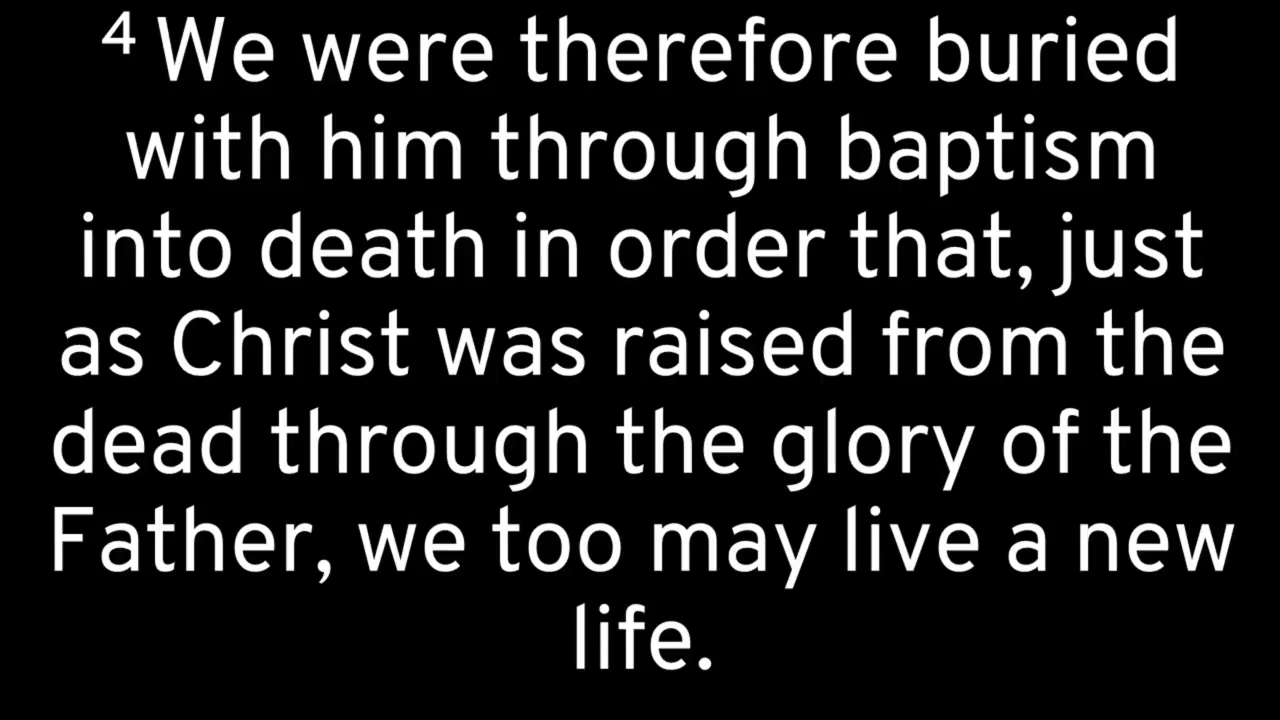 ⁴ We were therefore buried
with him through baptism
into death in order that, just
as Christ was raised from the
dead through the glory of the
Father, we too may live a new
life.